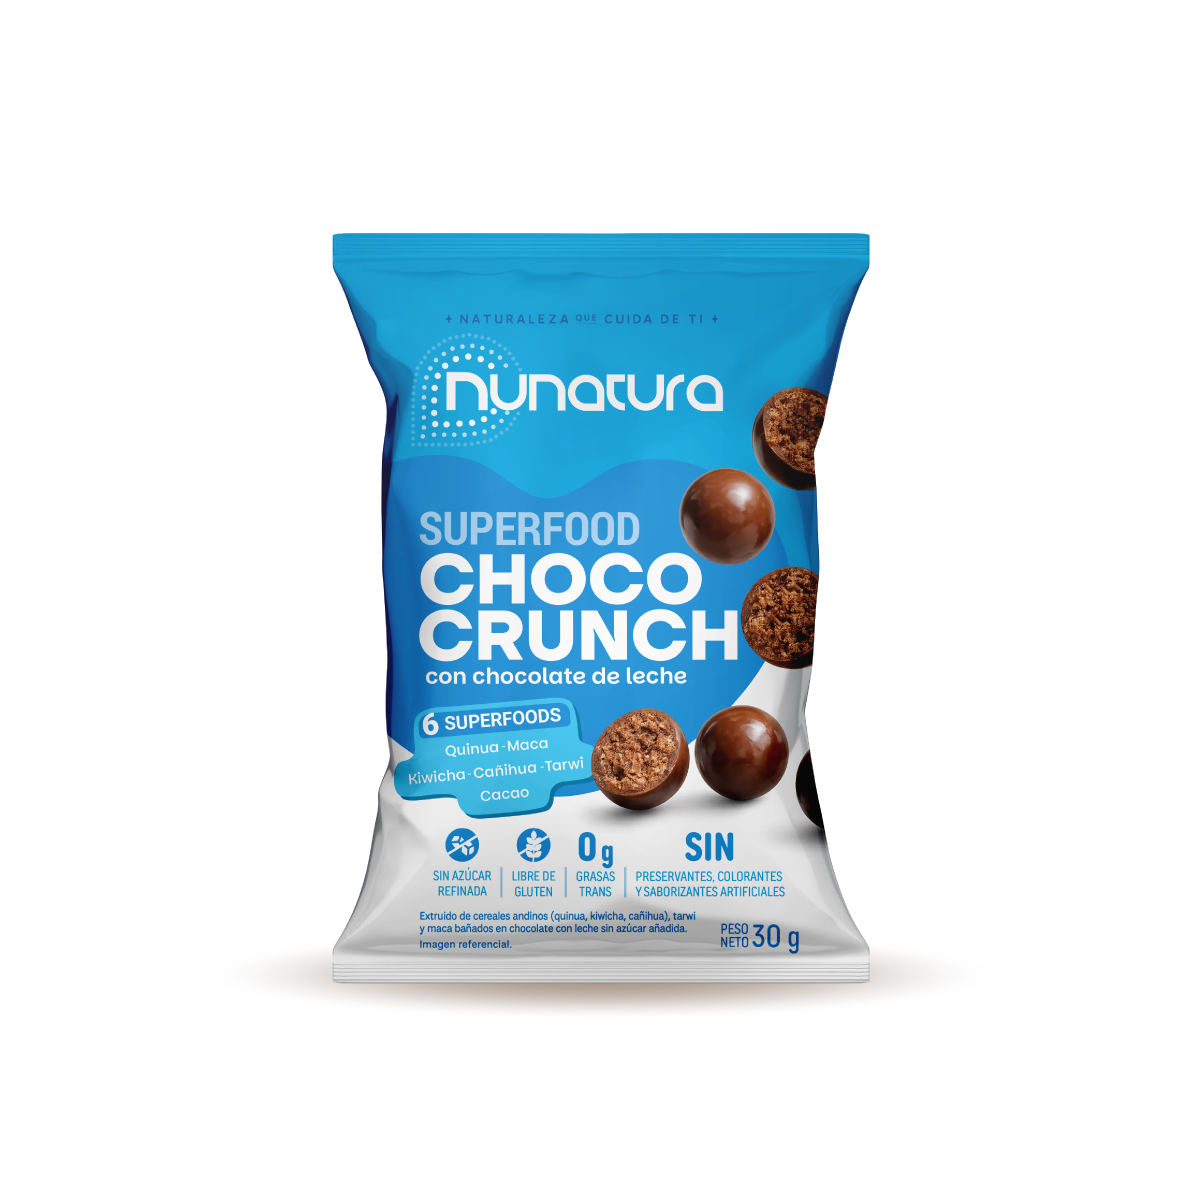 + NATURALEZA QUE CUIDA DE TI +
nunatura
SUPERFOOD
CHOCO
CRUNCH
con chocolate de leche
6 SUPERFOODS
Quinua - Maca
Kiwicha - Cañihua - Tarwi
Cacao
SIN AZÚCAR
REFINADA
LIBRE DE
GLUTEN
0 g
GRASAS
TRANS
SIN
PRESERVANTES, COLORANTES
Y SABORIZANTES ARTIFICIALES
Extruido de cereales andinos (quinua, kiwicha, cañihua), tarwi
y maca bañados en chocolate con leche sin azúcar añadida.
Imagen referencial.
PESO
NETO 30 g